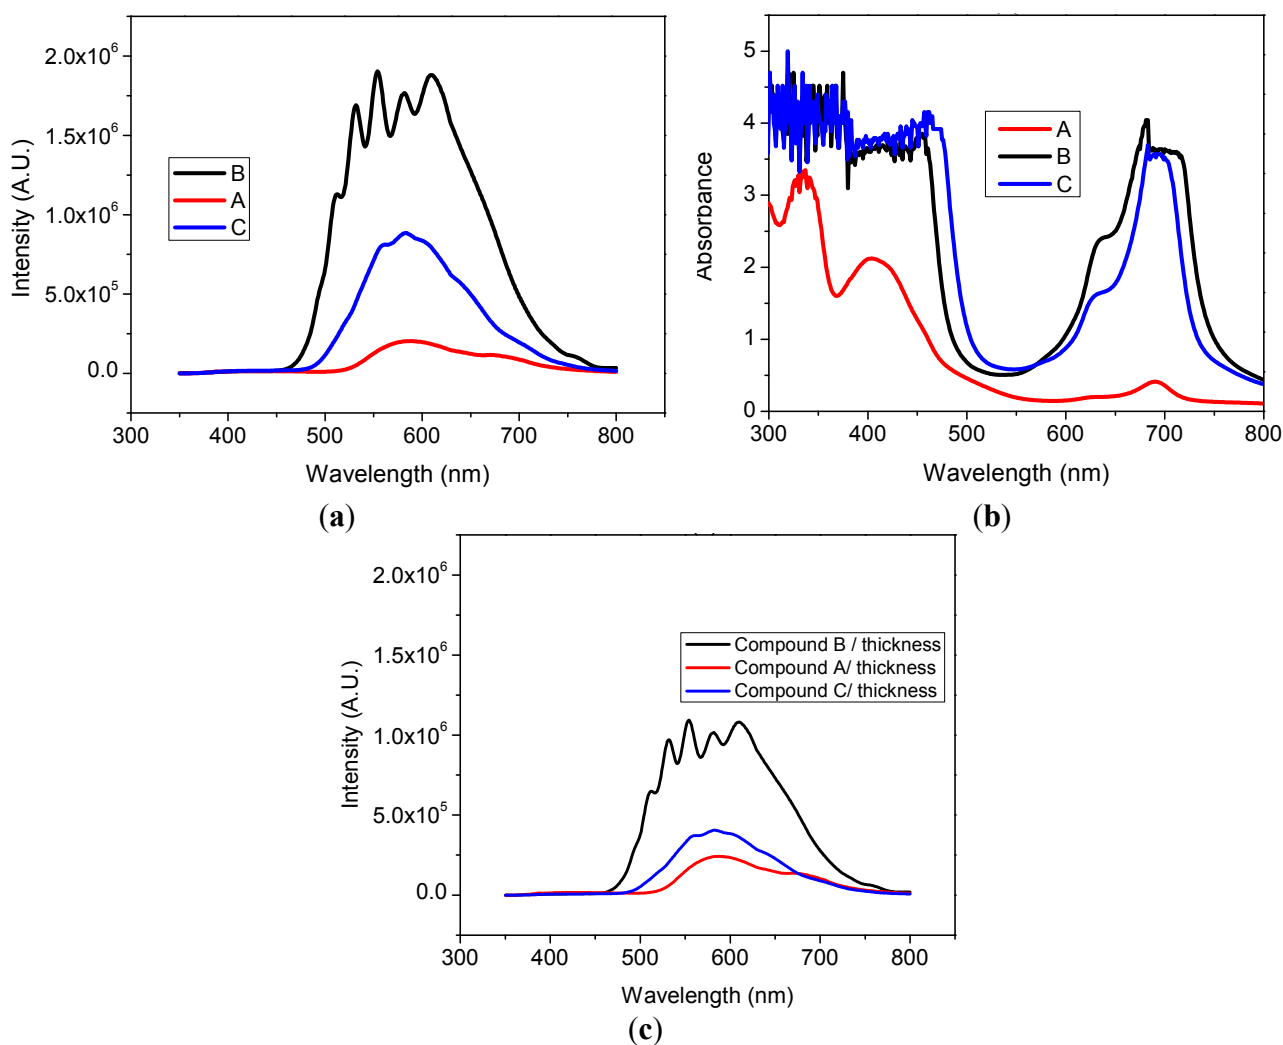 2.0x10^6
1.5x10^6
1.0x10^6
5.0x10^5
0.0
Intensity (A.U.)
B
A
C
300 400 500 600 700 800
Wavelength (nm)
(a)
5
4
3
2
1
0
Absorbance
A
B
C
300 400 500 600 700 800
Wavelength (nm)
(b)
2.0x10^6
1.5x10^6
1.0x10^6
5.0x10^5
0.0
Intensity (A.U.)
Compound B / thickness
Compound A/ thickness
Compound C/ thickness
300 400 500 600 700 800
Wavelength (nm)
(c)